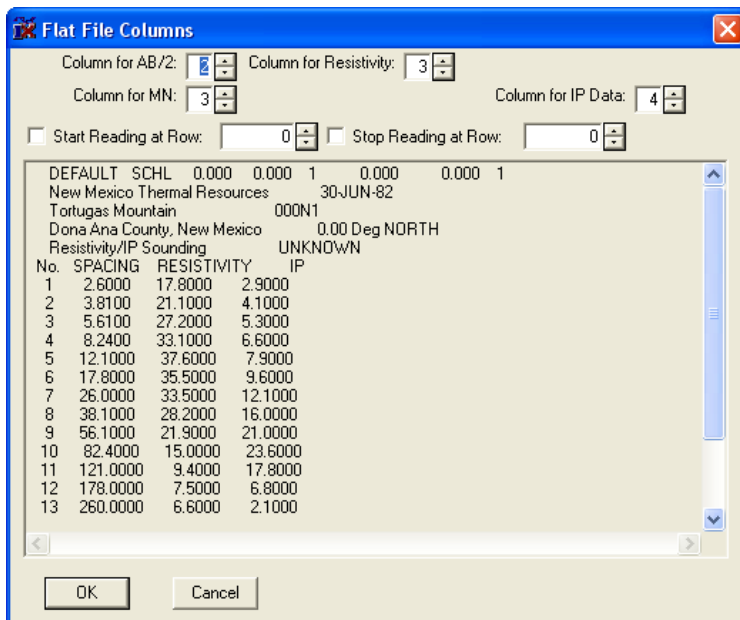 Flat File Columns
Column for AB/2: 2 Column for Resistivity: 3
Column for MN: 3 Column for IP Data: 4
Start Reading at Row: 0 Stop Reading at Row: 0
DEFAULT SCHL 0.000 0.000 1 0.000 0.000 1
New Mexico Thermal Resources 30-JUN-82
Tortugas Mountain 000N1
Dona Ana County, New Mexico 0.00 Deg NORTH
Resistivity/IP Sounding UNKNOWN
No. SPACING RESISTIVITY IP
1 2.6000 17.8000 2.9000
2 3.8100 21.1000 4.1000
3 5.6100 27.2000 5.3000
4 8.2400 33.1000 6.6000
5 12.1000 37.6000 7.9000
6 17.8000 35.5000 9.6000
7 26.0000 33.5000 12.1000
8 38.1000 28.2000 16.0000
9 56.1000 21.9000 21.0000
10 82.4000 15.0000 23.6000
11 121.0000 9.4000 17.8000
12 178.0000 7.5000 6.8000
13 260.0000 6.6000 2.1000
OK Cancel